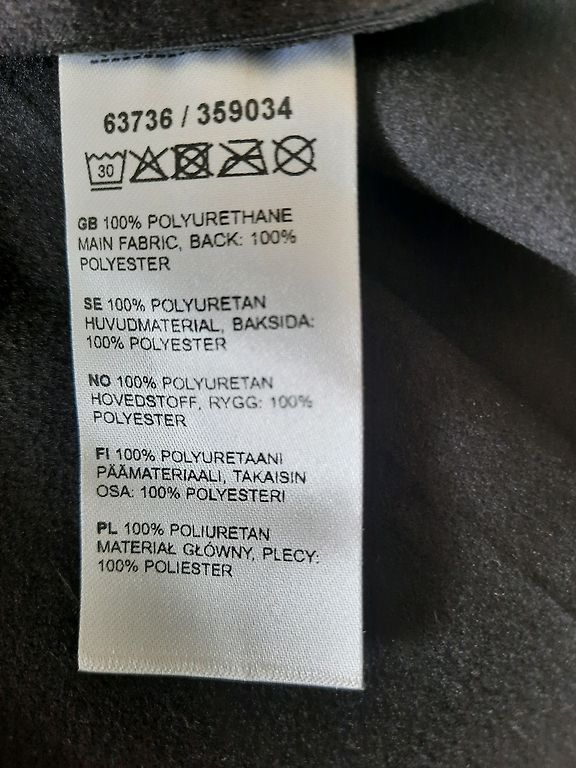 63736 / 359034
30
GB 100% POLYURETHANE
MAIN FABRIC, BACK: 100%
POLYESTER
SE 100% POLYURETAN
HUVUDMATERIAL, BAKSIDA:
100% POLYESTER
NO 100% POLYURETAN
HOVEDSTOFF, RYGG: 100%
POLYESTER
FI 100% POLYURETAANI
PÄÄMATERIAALI, TAKAISIN
OSA: 100% POLYESTERI
PL 100% POLIURETAN
MATERIAŁ GŁÓWNY, PLECY:
100% POLIESTER